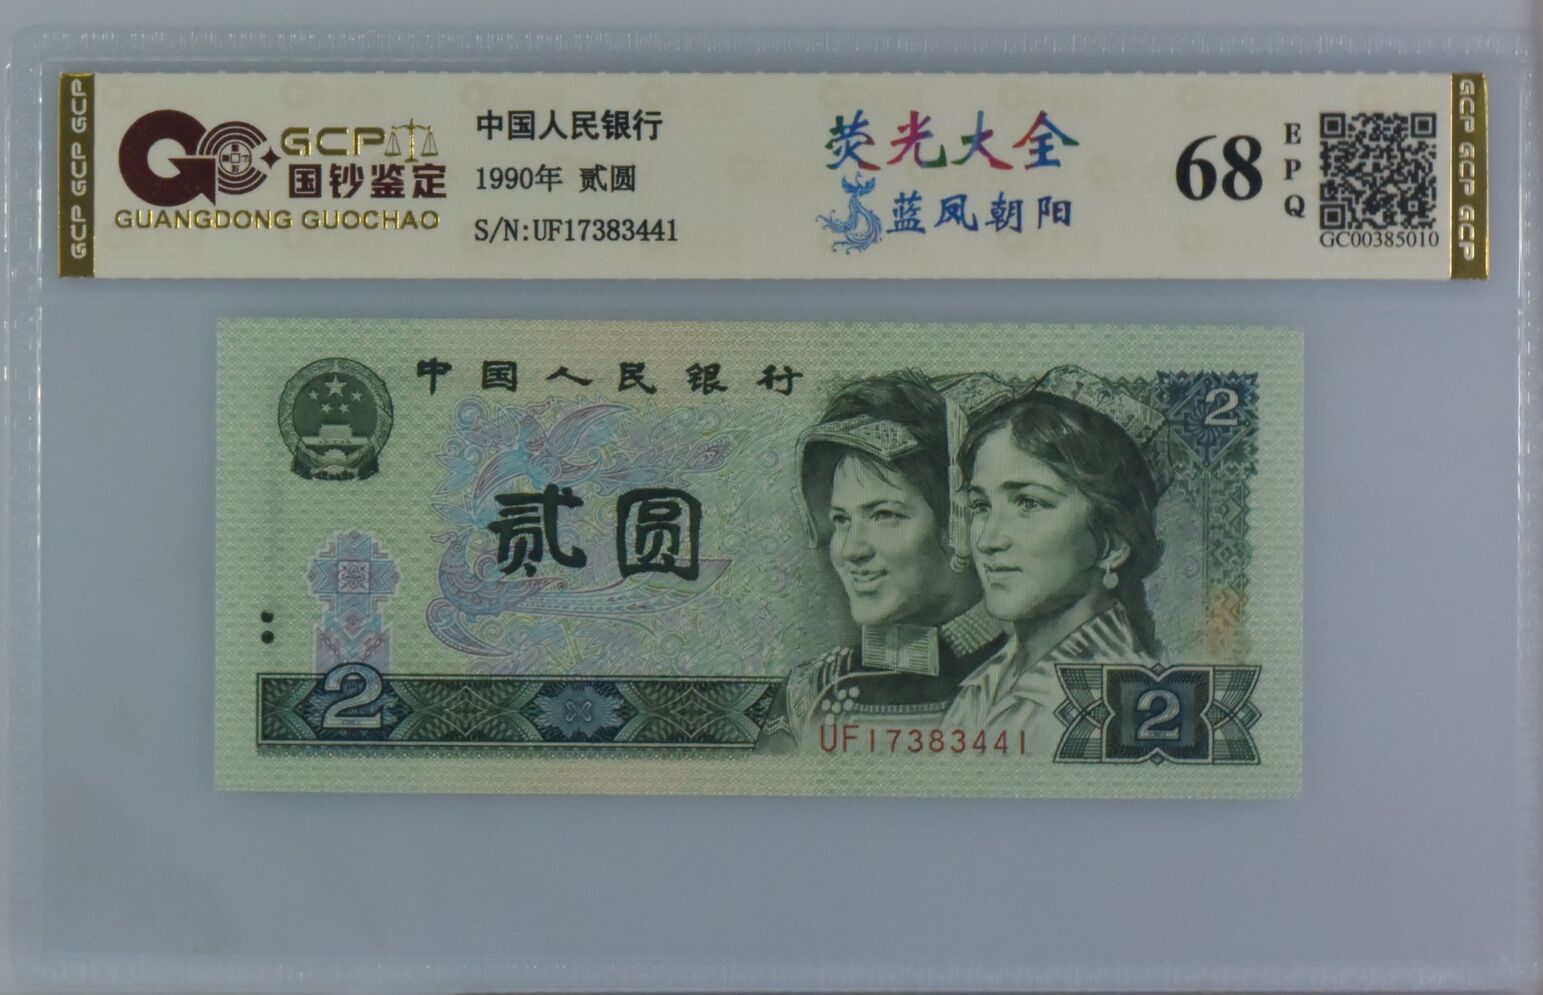 GCP GCP GCP
GCP
国钞鉴定
GUANGDONG GUOCHAO
中国人民银行
1990年 贰圆
S/N:UF17383441
荧光大全
蓝凤朝阳
68
EPQ
GC00385010
GCP GCP GCP
中国人民银行
2
贰圆
2
UF17383441
2